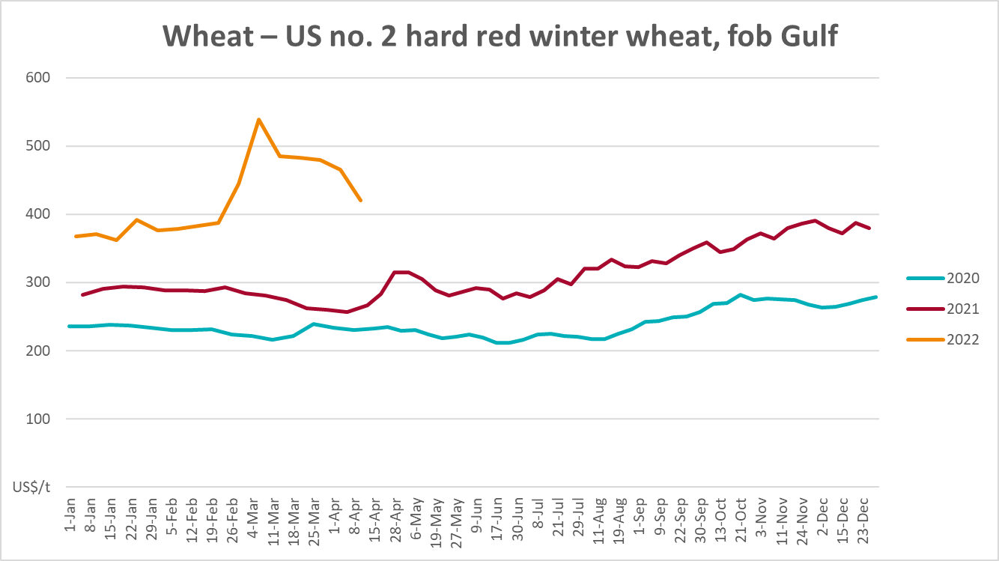 Wheat – US no. 2 hard red winter wheat, fob Gulf
600
500
400
300
200
100
US$/t
1-Jan
8-Jan
15-Jan
22-Jan
29-Jan
5-Feb
12-Feb
19-Feb
26-Feb
4-Mar
11-Mar
18-Mar
25-Mar
1-Apr
8-Apr
15-Apr
28-Apr
6-May
19-May
27-May
9-Jun
17-Jun
30-Jun
8-Jul
21-Jul
29-Jul
11-Aug
19-Aug
1-Sep
9-Sep
22-Sep
30-Sep
13-Oct
21-Oct
3-Nov
11-Nov
24-Nov
2-Dec
15-Dec
23-Dec
2020
2021
2022